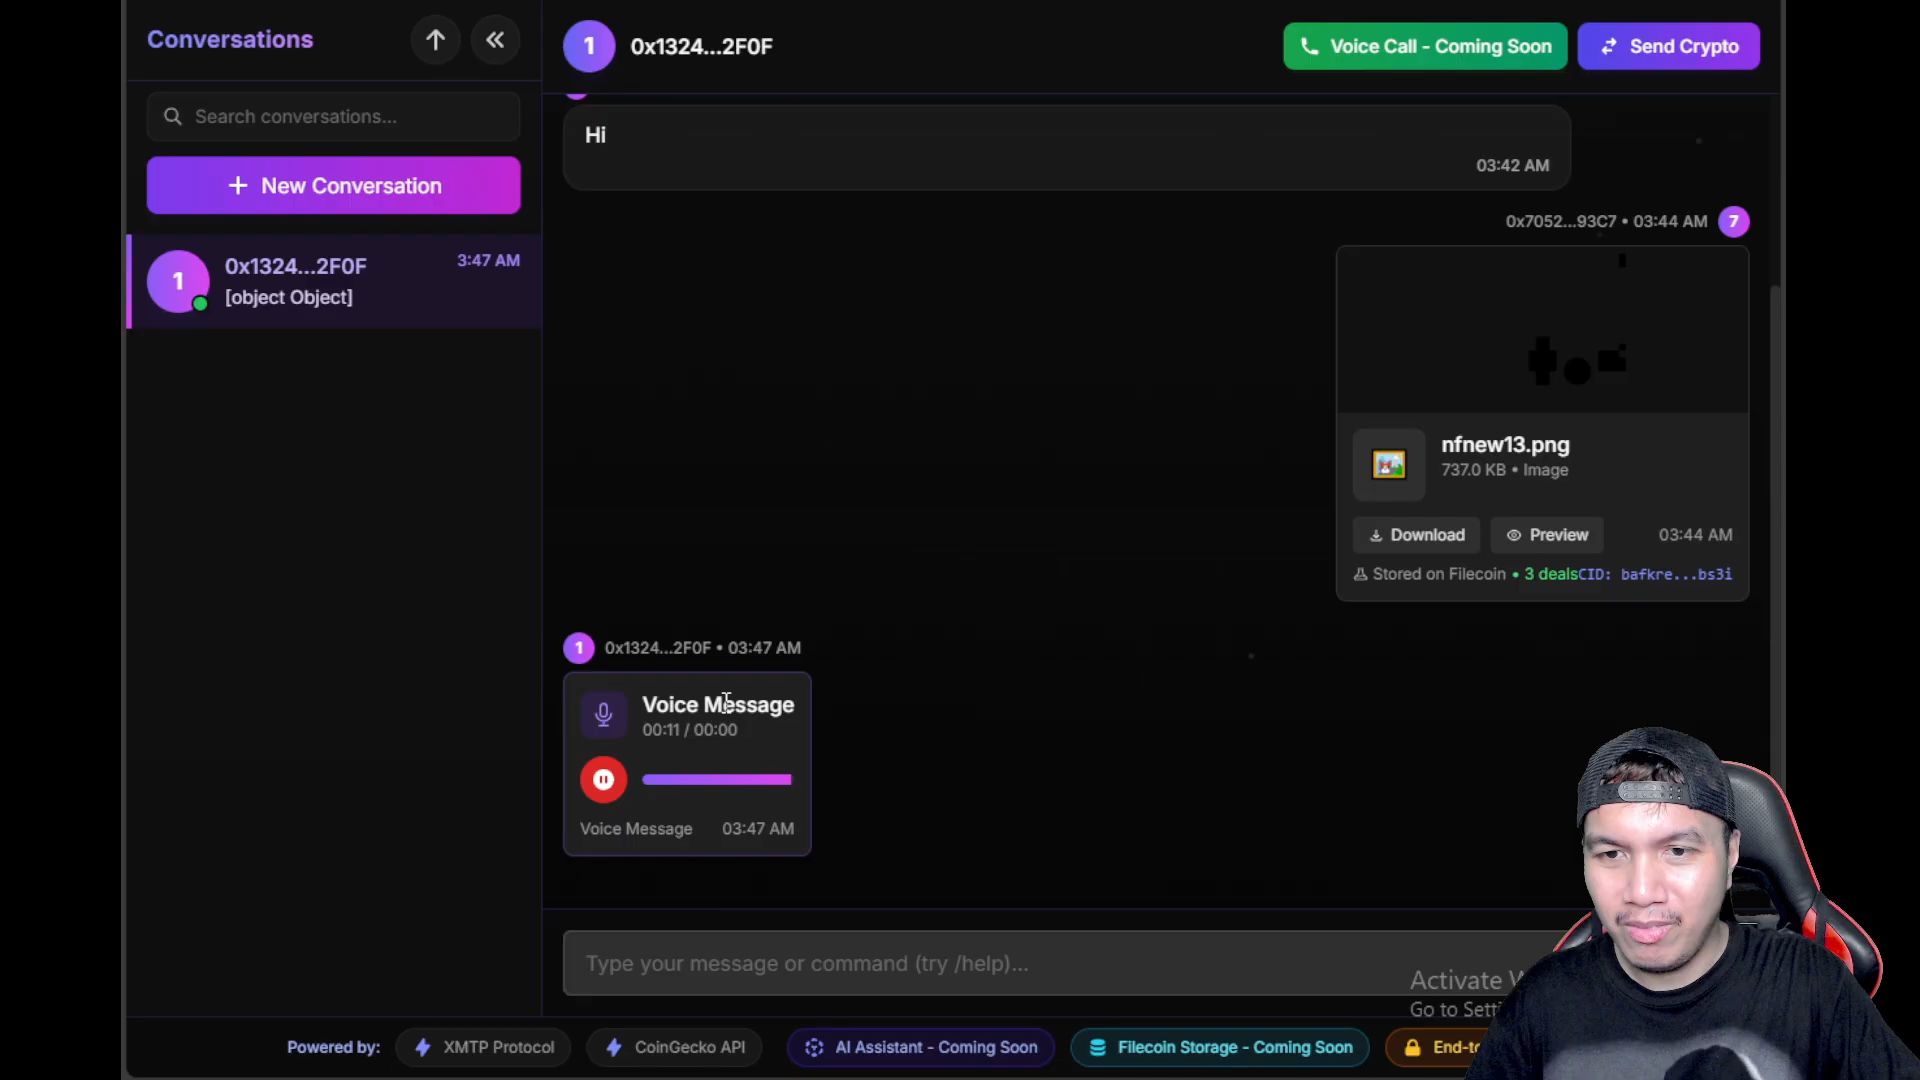 Conversations
Search conversations...
+ New Conversation
1
0x1324...2F0F
3:47 AM
[object Object]
1
0x1324...2F0F
Voice Call - Coming Soon
Send Crypto
Hi
03:42 AM
0x7052...93C7 • 03:44 AM
7
nfnew13.png
737.0 KB • Image
Download
Preview
03:44 AM
Stored on Filecoin • 3 dealsCID: bafkre...bs3i
1
0x1324...2F0F • 03:47 AM
Voice Message
00:11 / 00:00
Voice Message
03:47 AM
Type your message or command (try /help)...
Activate
Go to
Powered by:
XMTP Protocol
CoinGecko API
AI Assistant - Coming Soon
Filecoin Storage - Coming Soon